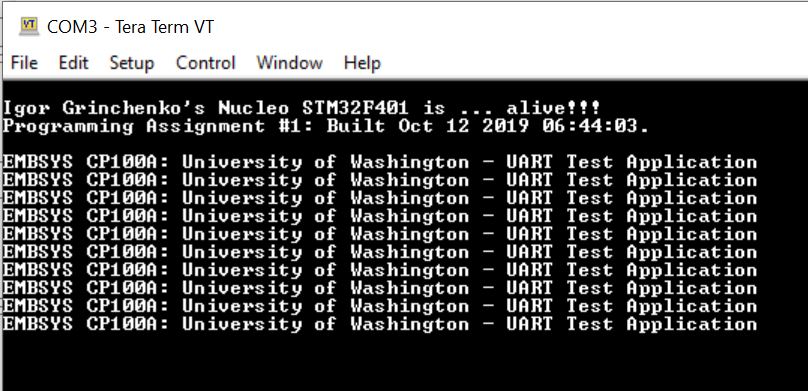 COM3 - Tera Term VT
File Edit Setup Control Window Help
Igor Grinchenko's Nucleo STM32F401 is ... alive!!!
Programming Assignment #1: Built Oct 12 2019 06:44:03.
EMBSYS CP100A: University of Washington - UART Test Application
EMBSYS CP100A: University of Washington - UART Test Application
EMBSYS CP100A: University of Washington - UART Test Application
EMBSYS CP100A: University of Washington - UART Test Application
EMBSYS CP100A: University of Washington - UART Test Application
EMBSYS CP100A: University of Washington - UART Test Application
EMBSYS CP100A: University of Washington - UART Test Application
EMBSYS CP100A: University of Washington - UART Test Application
EMBSYS CP100A: University of Washington - UART Test Application
EMBSYS CP100A: University of Washington - UART Test Application